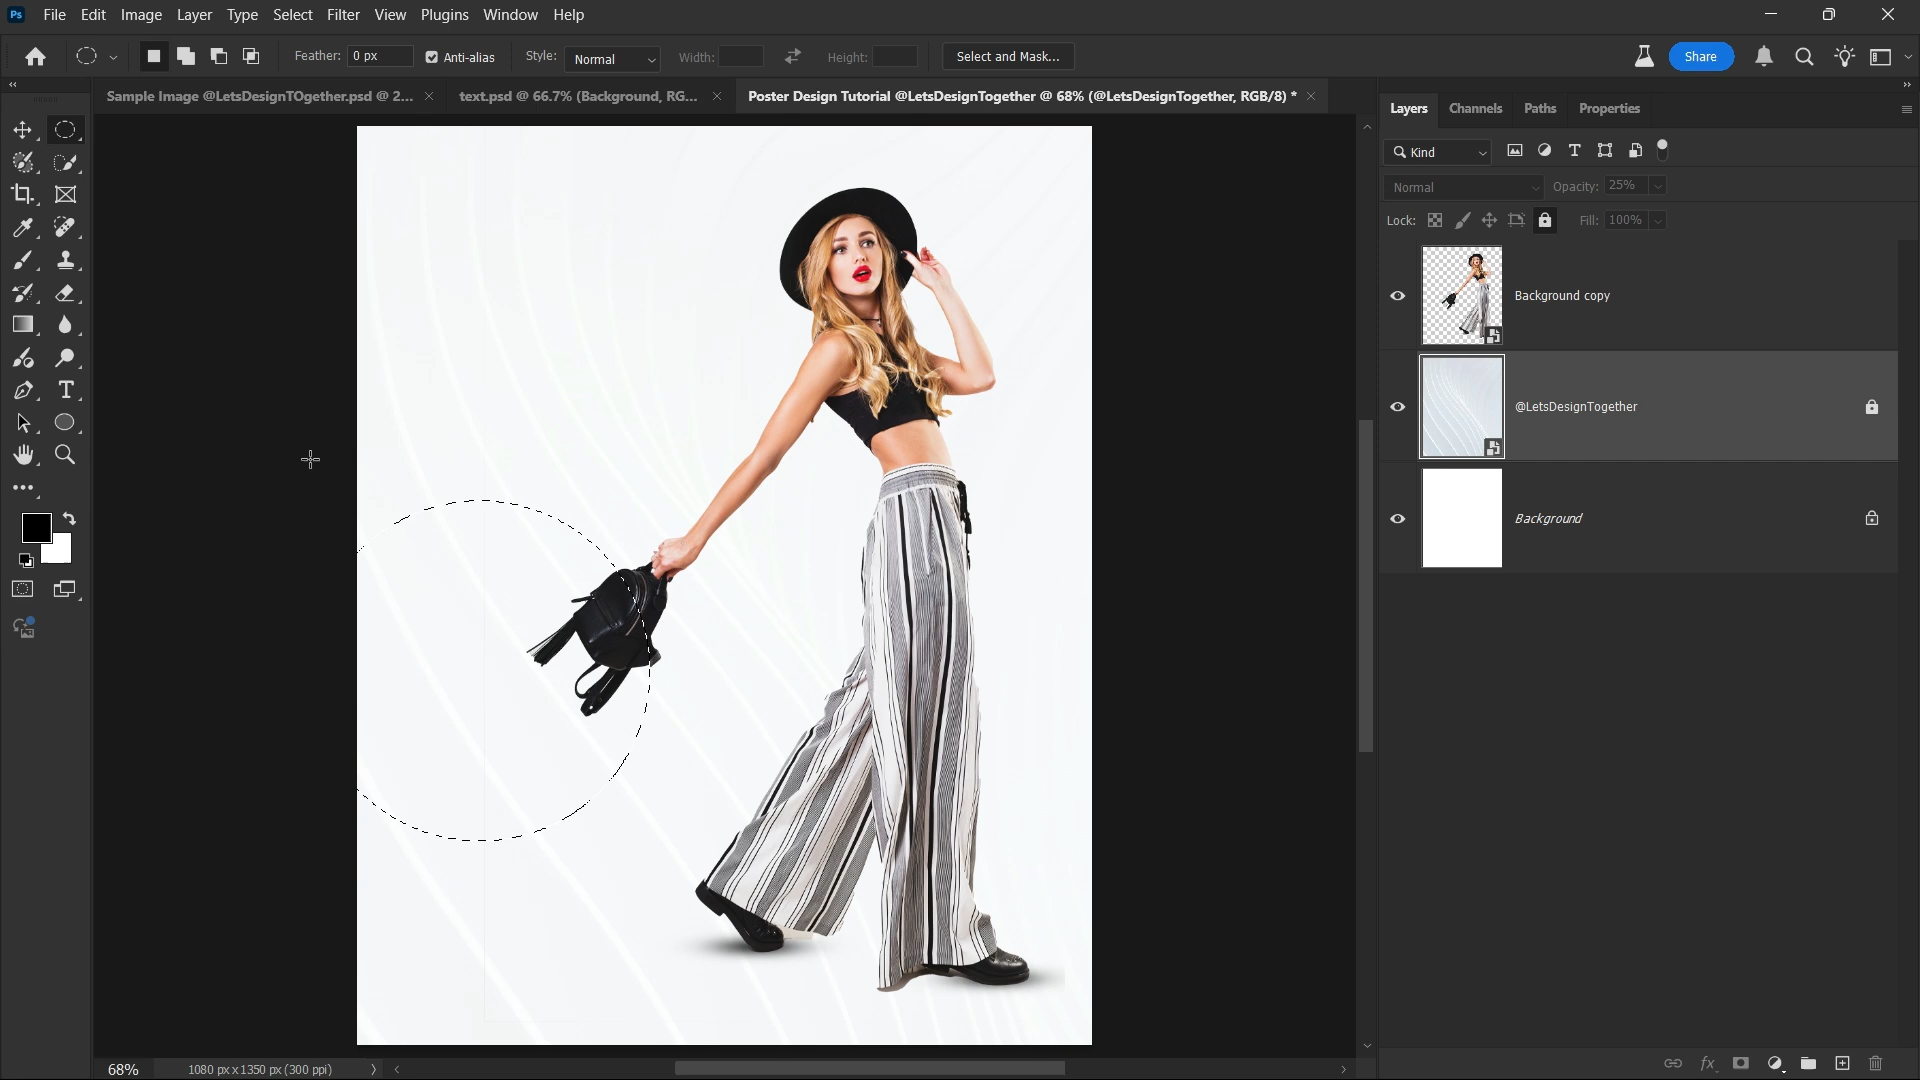 Ps File Edit Image Layer Type Select Filter View Plugins Window Help
Feather: 0 px Anti-alias Style: Normal Width: Height: Select and Mask... Share
Sample Image @LetsDesignTOgether.psd @ 2... text.psd @ 66.7% (Background, RG... Poster Design Tutorial @LetsDesignTogether @ 68% (@LetsDesignTogether, RGB/8) *
Layers Channels Paths Properties
Kind
Normal Opacity: 25%
Lock: Fill: 100%
Background copy
@LetsDesignTogether
Background
68% 1080 px x 1350 px (300 ppi)
fx